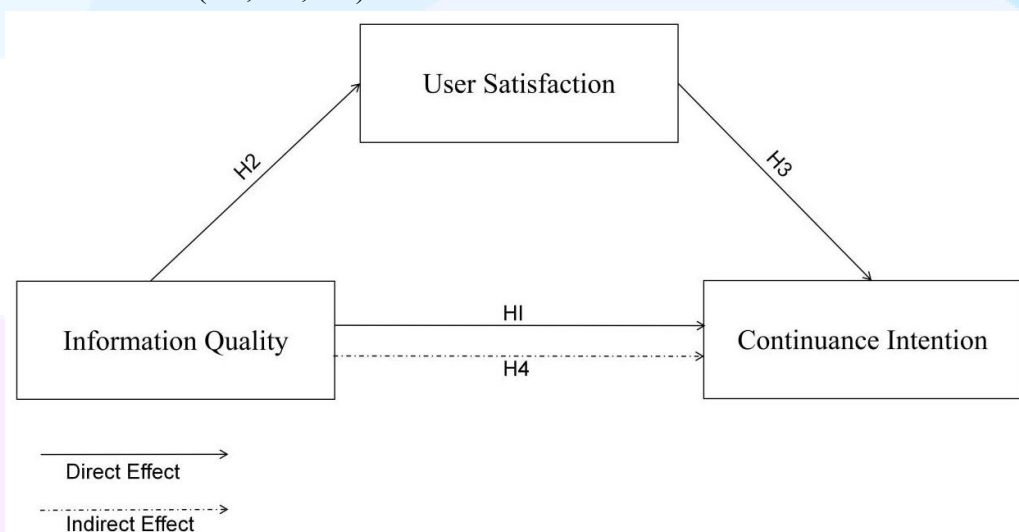 User Satisfaction
H2
H3
Information Quality
HI
Continuance Intention
H4
Direct Effect
Indirect Effect